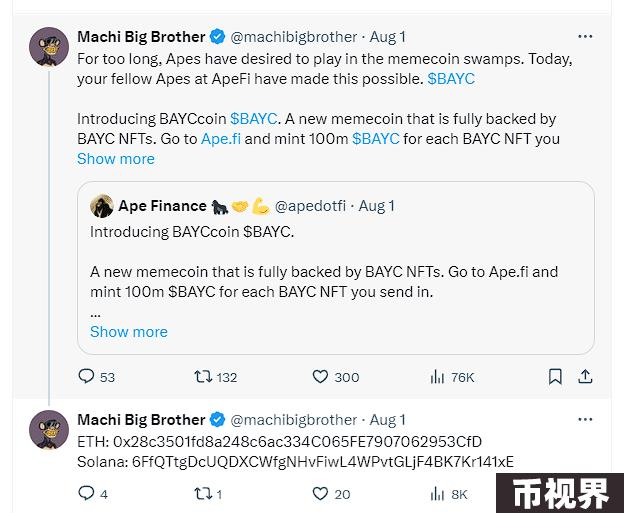 Machi Big Brother @machibigbrother · Aug 1
For too long, Apes have desired to play in the memecoin swamps. Today,
your fellow Apes at ApeFi have made this possible. $BAYC
Introducing BAYCcoin $BAYC. A new memecoin that is fully backed by
BAYC NFTs. Go to Ape.fi and mint 100m $BAYC for each BAYC NFT you
Show more
Ape Finance 🦍🤝💪 @apedotfi · Aug 1
Introducing BAYCcoin $BAYC.
A new memecoin that is fully backed by BAYC NFTs. Go to Ape.fi and
mint 100m $BAYC for each BAYC NFT you send in.
...
Show more
53 132 300 76K
Machi Big Brother @machibigbrother · Aug 1
ETH: 0x28c3501fd8a248c6ac334C065FE7907062953CfD
Solana: 6FfQTtgDcUQDXCWfgNHvFiwL4WPvtGLjF4BK7Kr141xE
4 1 20 8K
币视界